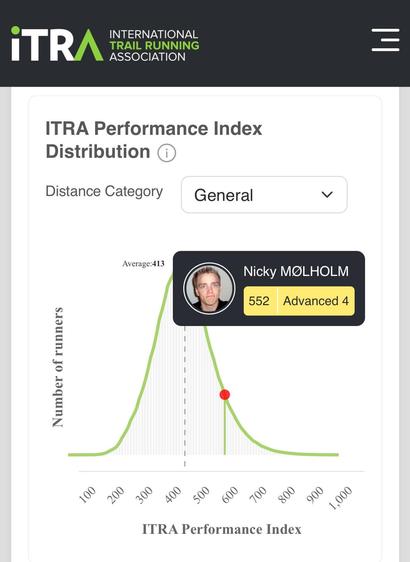 iTRA INTERNATIONAL
TRAIL RUNNING
ASSOCIATION
ITRA Performance Index
Distribution i
Distance Category General
Average:413
Nicky MØLHOLM
552 Advanced 4
Number of runners
100 200 300 400 500 600 700 800 900 1,000
ITRA Performance Index